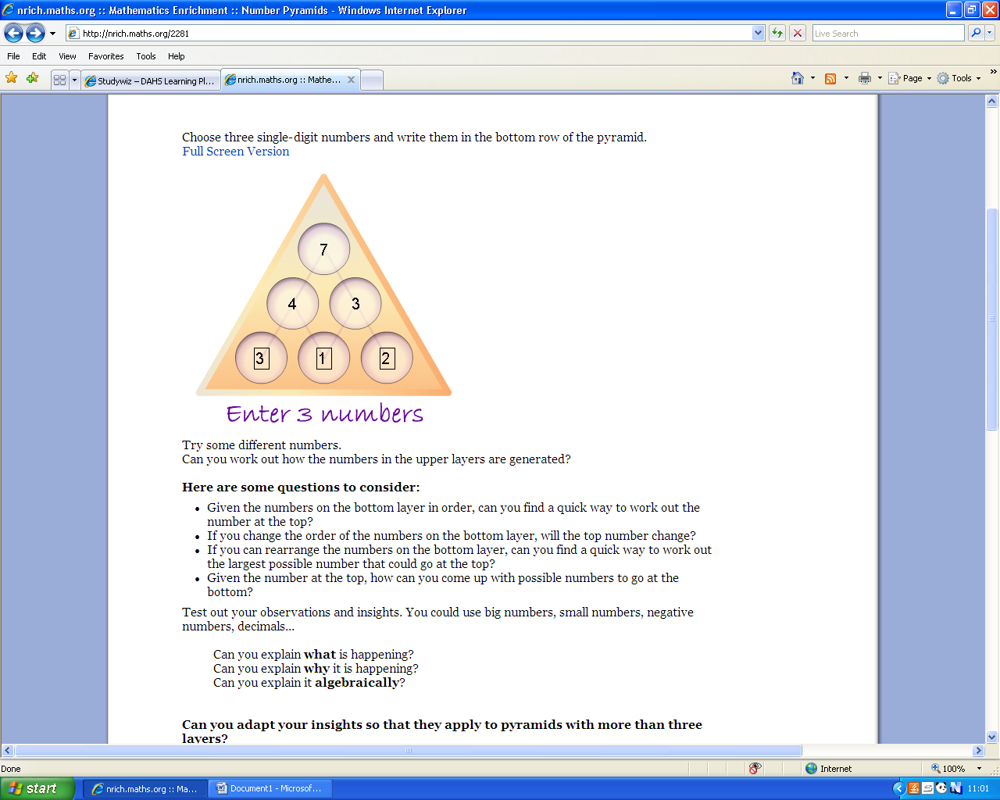 nrich.maths.org :: Mathematics Enrichment :: Number Pyramids - Windows Internet Explorer
http://nrich.maths.org/2281
Live Search
File Edit View Favorites Tools Help
Studywiz – DAHS Learning Pl...
nrich.maths.org :: Mathe...
Page
Tools
Choose three single-digit numbers and write them in the bottom row of the pyramid.
Full Screen Version
7
4 3
3 1 2
Enter 3 numbers
Try some different numbers.
Can you work out how the numbers in the upper layers are generated?
Here are some questions to consider:
• Given the numbers on the bottom layer in order, can you find a quick way to work out the
number at the top?
• If you change the order of the numbers on the bottom layer, will the top number change?
• If you can rearrange the numbers on the bottom layer, can you find a quick way to work out
the largest possible number that could go at the top?
• Given the number at the top, how can you come up with possible numbers to go at the
bottom?
Test out your observations and insights. You could use big numbers, small numbers, negative
numbers, decimals...
Can you explain what is happening?
Can you explain why it is happening?
Can you explain it algebraically?
Can you adapt your insights so that they apply to pyramids with more than three
layers?
Done
Internet
100%
start
nrich.maths.org :: Ma...
Document1 - Microsof...
11:01